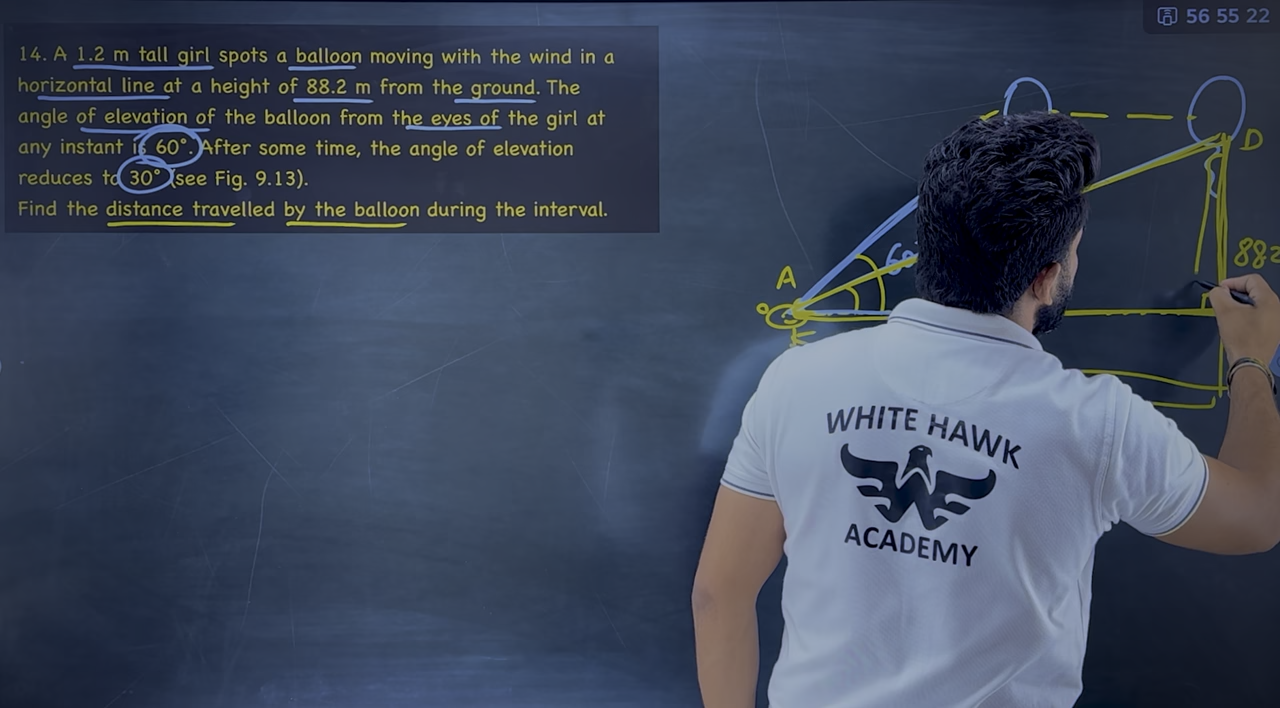 56 55 22
14. A 1.2 m tall girl spots a balloon moving with the wind in a
horizontal line at a height of 88.2 m from the ground. The
angle of elevation of the balloon from the eyes of the girl at
any instant is 60°. After some time, the angle of elevation
reduces to 30° (see Fig. 9.13).
Find the distance travelled by the balloon during the interval.
D
A
WHITE HAWK
ACADEMY